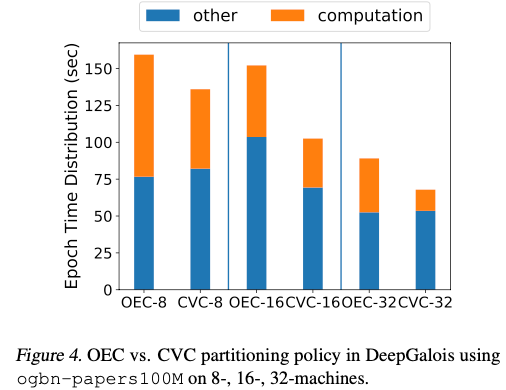 other computation
Epoch Time Distribution (sec)
150
125
100
75
50
25
0
OEC-8 CVC-8 OEC-16 CVC-16 OEC-32 CVC-32
Figure 4. OEC vs. CVC partitioning policy in DeepGalois using
ogbn-papers100M on 8-, 16-, 32-machines.